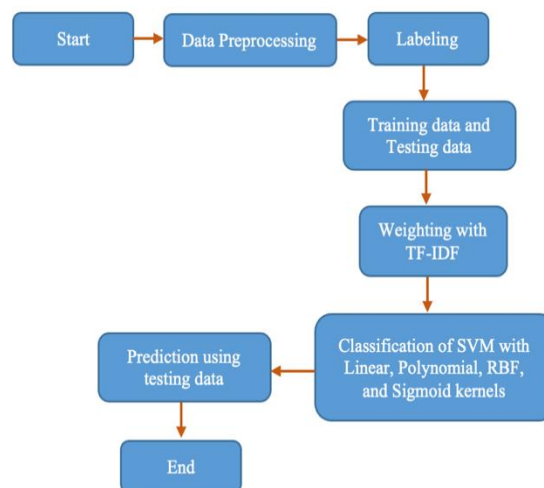 Start
Data Preprocessing
Labeling
Training data and
Testing data
Weighting with
TF-IDF
Classification of SVM with
Linear, Polynomial, RBF,
and Sigmoid kernels
Prediction using
testing data
End